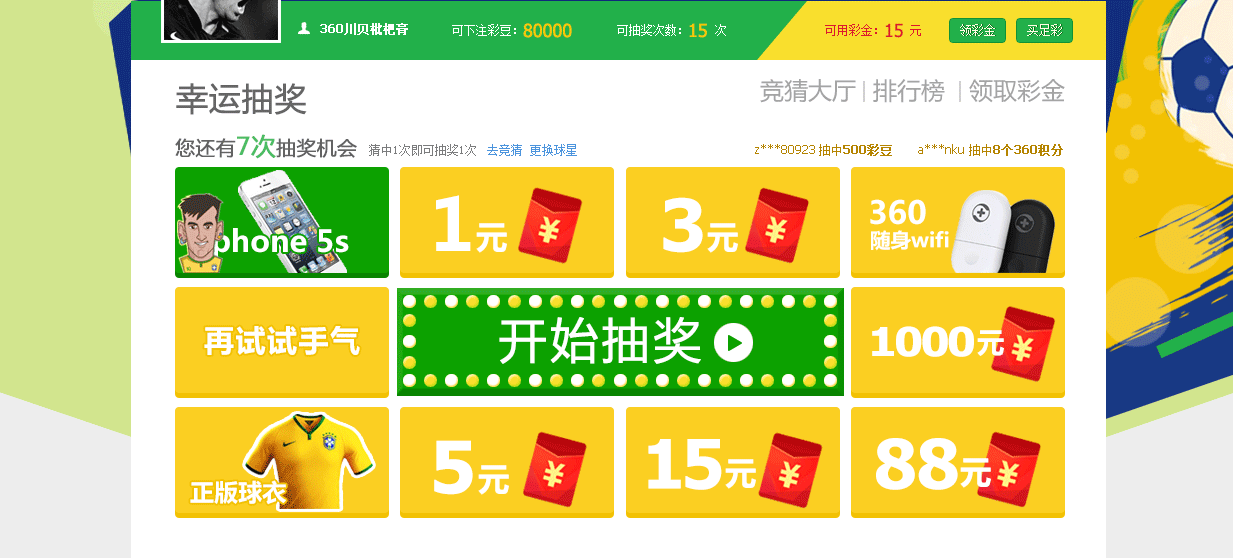 360川贝枇杷膏 可下注彩豆: 80000 可抽奖次数: 15 次 可用彩金: 15 元 领彩金 买足彩
幸运抽奖 竞猜大厅 | 排行榜 | 领取彩金
您还有7次抽奖机会 猜中1次即可抽奖1次 去竞猜 更换球星 z***80923 抽中500彩豆 a***nku 抽中8个360积分
phone 5s
1元
3元
360
随身wifi
再试试手气
开始抽奖
1000元
正版球衣
5元
15元
88元